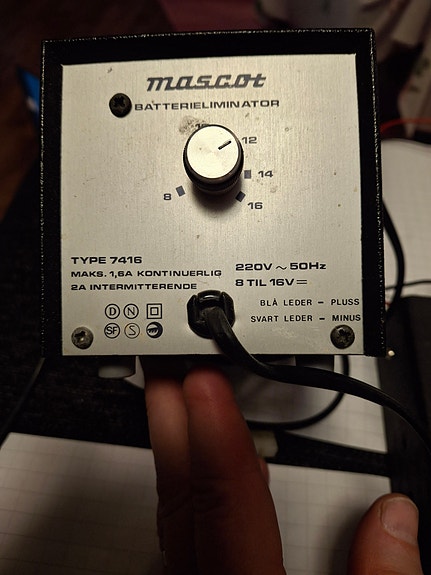 mascot
BATTERIELIMINATOR
10
12
14
8
16
TYPE 7416
MAKS. 1,6A KONTINUERLIG
2A INTERMITTERENDE
220V ~ 50Hz
8 TIL 16V ⎓
BLÅ LEDER – PLUSS
SVART LEDER – MINUS
D N
SF S